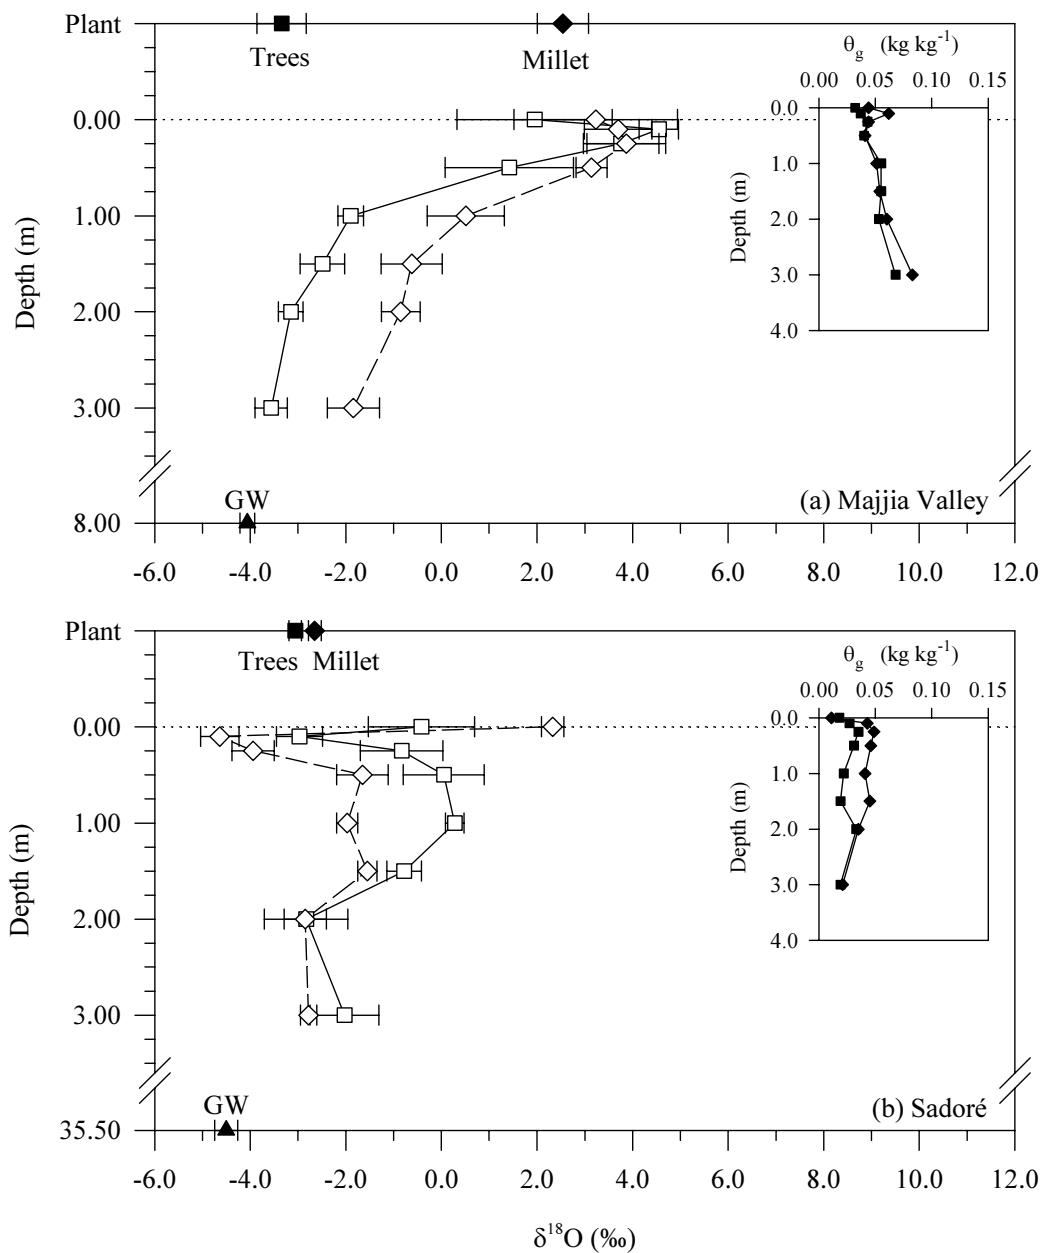 Plant
Trees
Millet
θg (kg kg-1)
0.00 0.05 0.10 0.15
0.0
1.0
2.0
3.0
4.0
Depth (m)
0.00
1.00
2.00
3.00
8.00
Depth (m)
GW
(a) Majjia Valley
-6.0 -4.0 -2.0 0.0 2.0 4.0 6.0 8.0 10.0 12.0
Plant
Trees Millet
θg (kg kg-1)
0.00 0.05 0.10 0.15
0.0
1.0
2.0
3.0
4.0
Depth (m)
0.00
1.00
2.00
3.00
35.50
Depth (m)
GW
(b) Sadoré
-6.0 -4.0 -2.0 0.0 2.0 4.0 6.0 8.0 10.0 12.0
δ18O (‰)